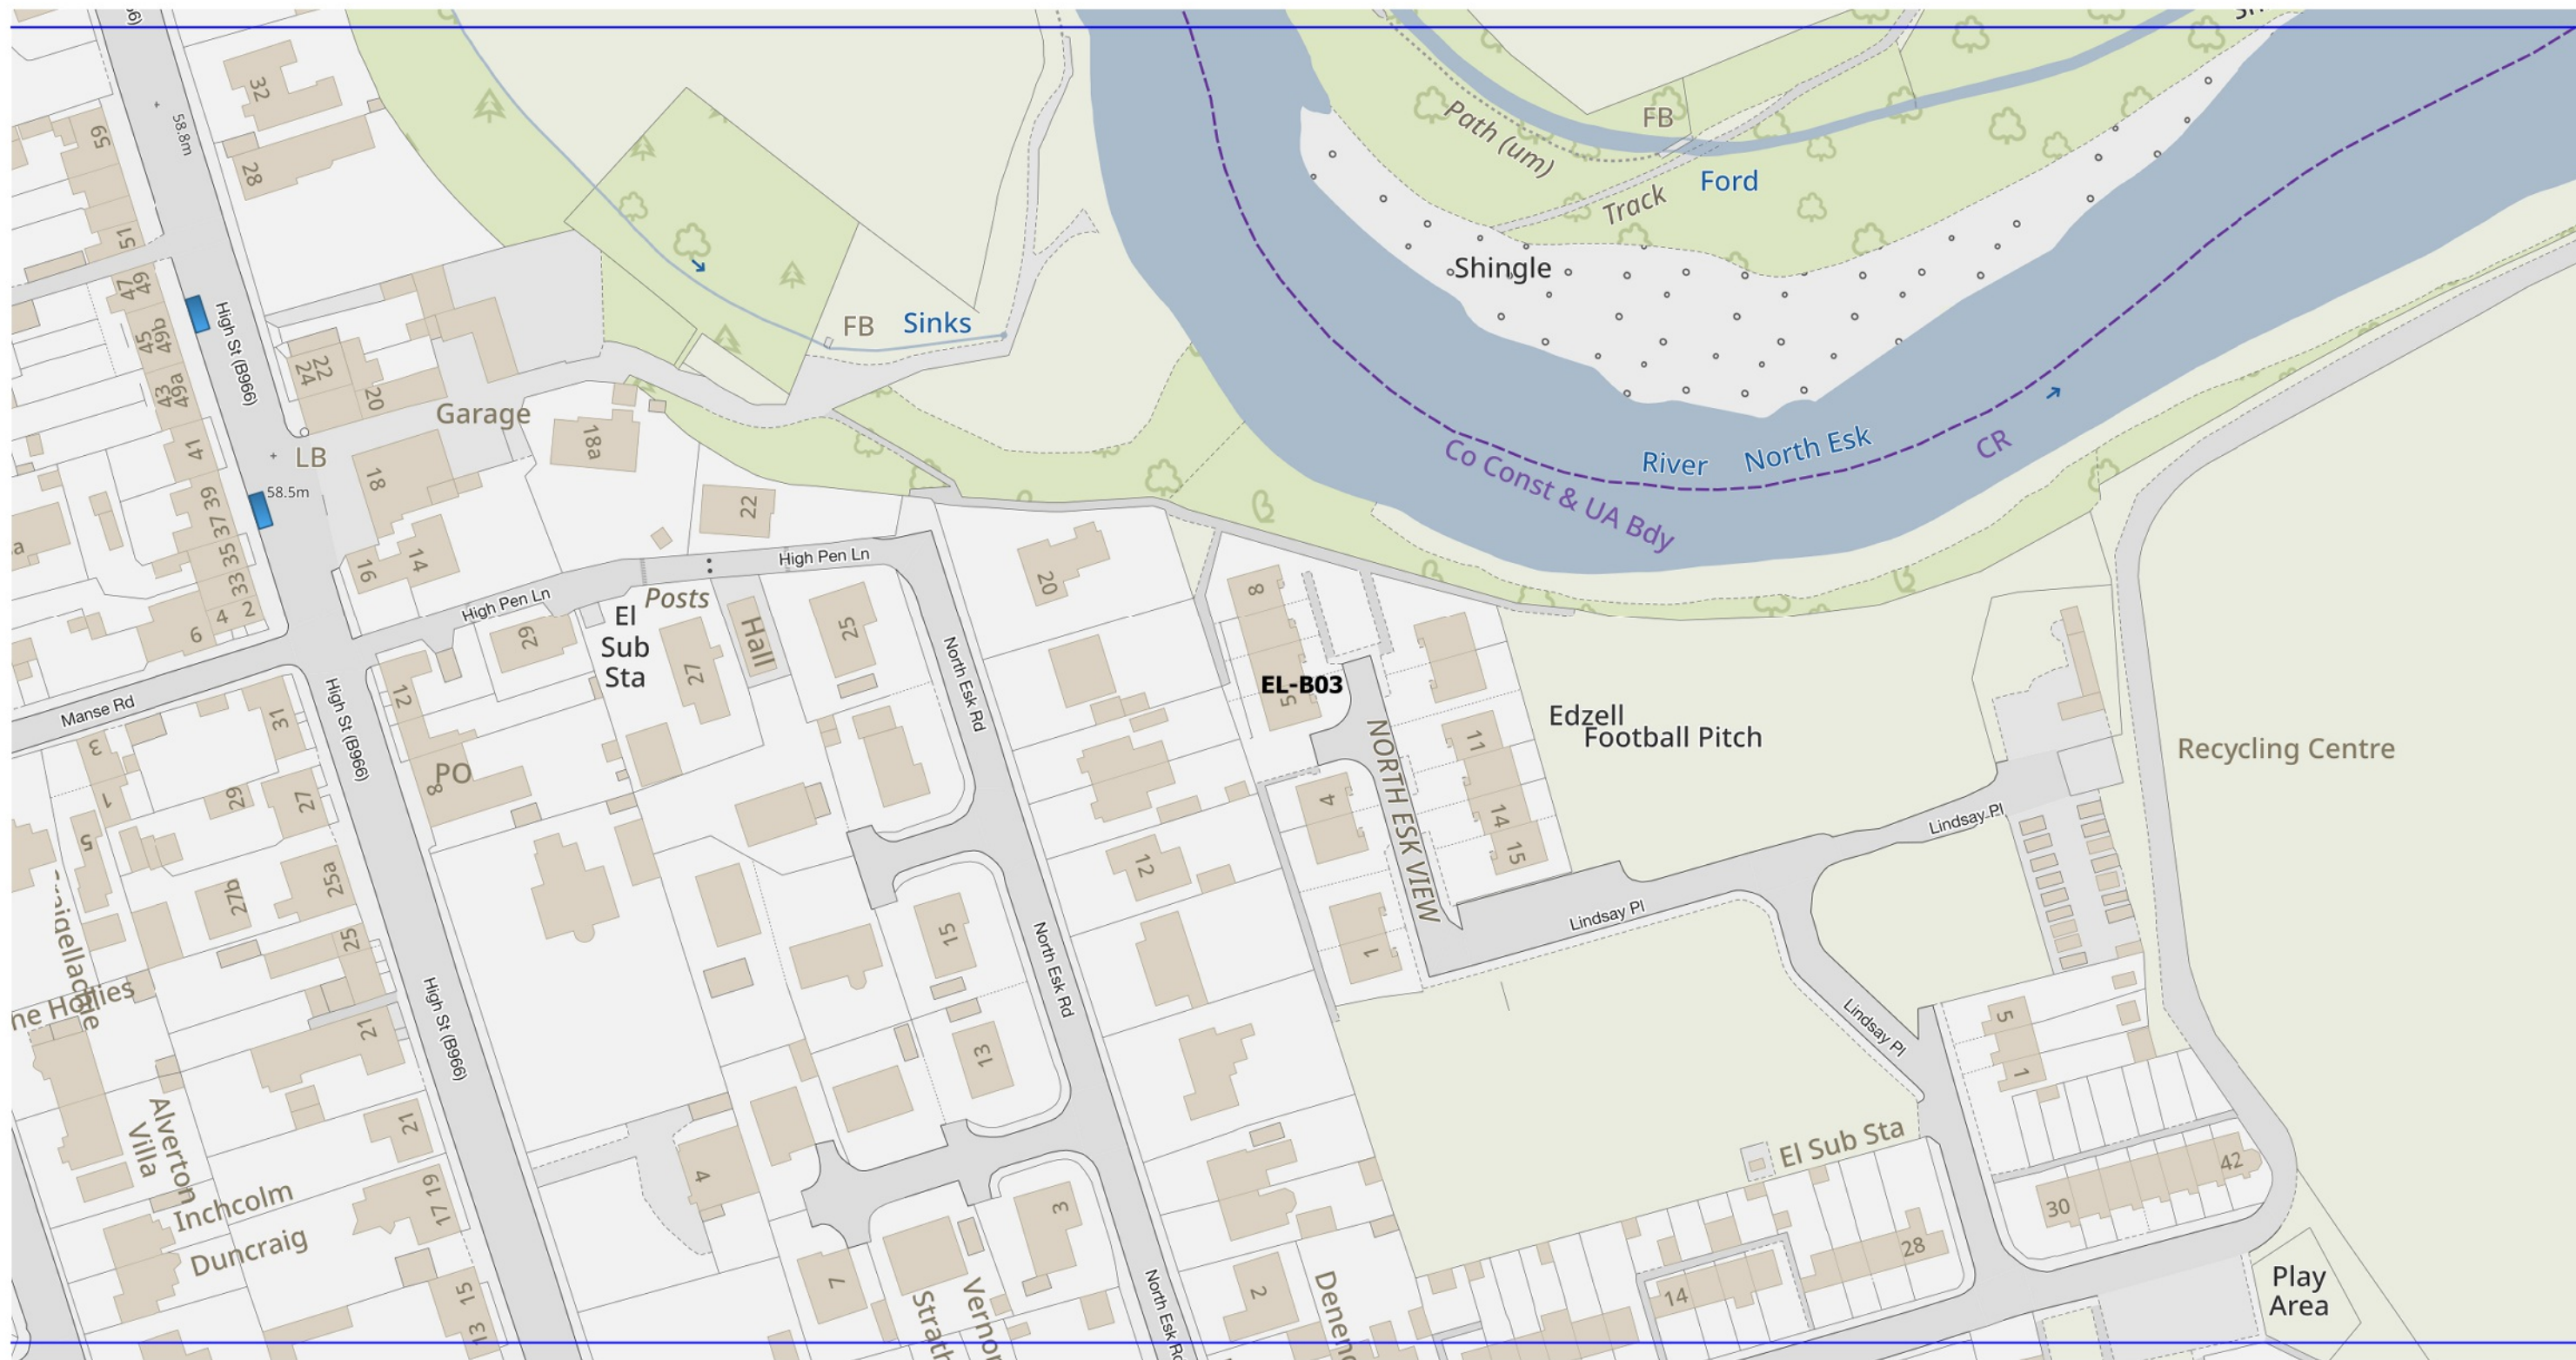 32
58.8m
59
28
51
49
47
High St (B966)
45
49b
43
49a
22
24
20
41
Garage
LB
58.5m
18
18a
39
37
35
33
16
14
22
High Pen Ln
High Pen Ln
El
Sub
Sta
Posts
Hall
29
27
25
2
4
6
Manse Rd
High St (B966)
31
12
PO
8
3
1
5
29
27
25a
27b
25
21
High St (B966)
21
19
17
15
13
Alverton
Villa
Inchcolm
Duncraig
Hollies
FB
Sinks
Path (um)
FB
Ford
Track
Shingle
River North Esk
Co Const & UA Bdy
CR
20
North Esk Rd
8
EL-B03
5
NORTH ESK VIEW
11
14
15
4
1
Edzell
Football Pitch
Recycling Centre
Lindsay Pl
Lindsay Pl
Lindsay Pl
12
15
13
North Esk Rd
4
7
3
2
North Esk Rd
5
1
El Sub Sta
42
30
28
14
Play
Area